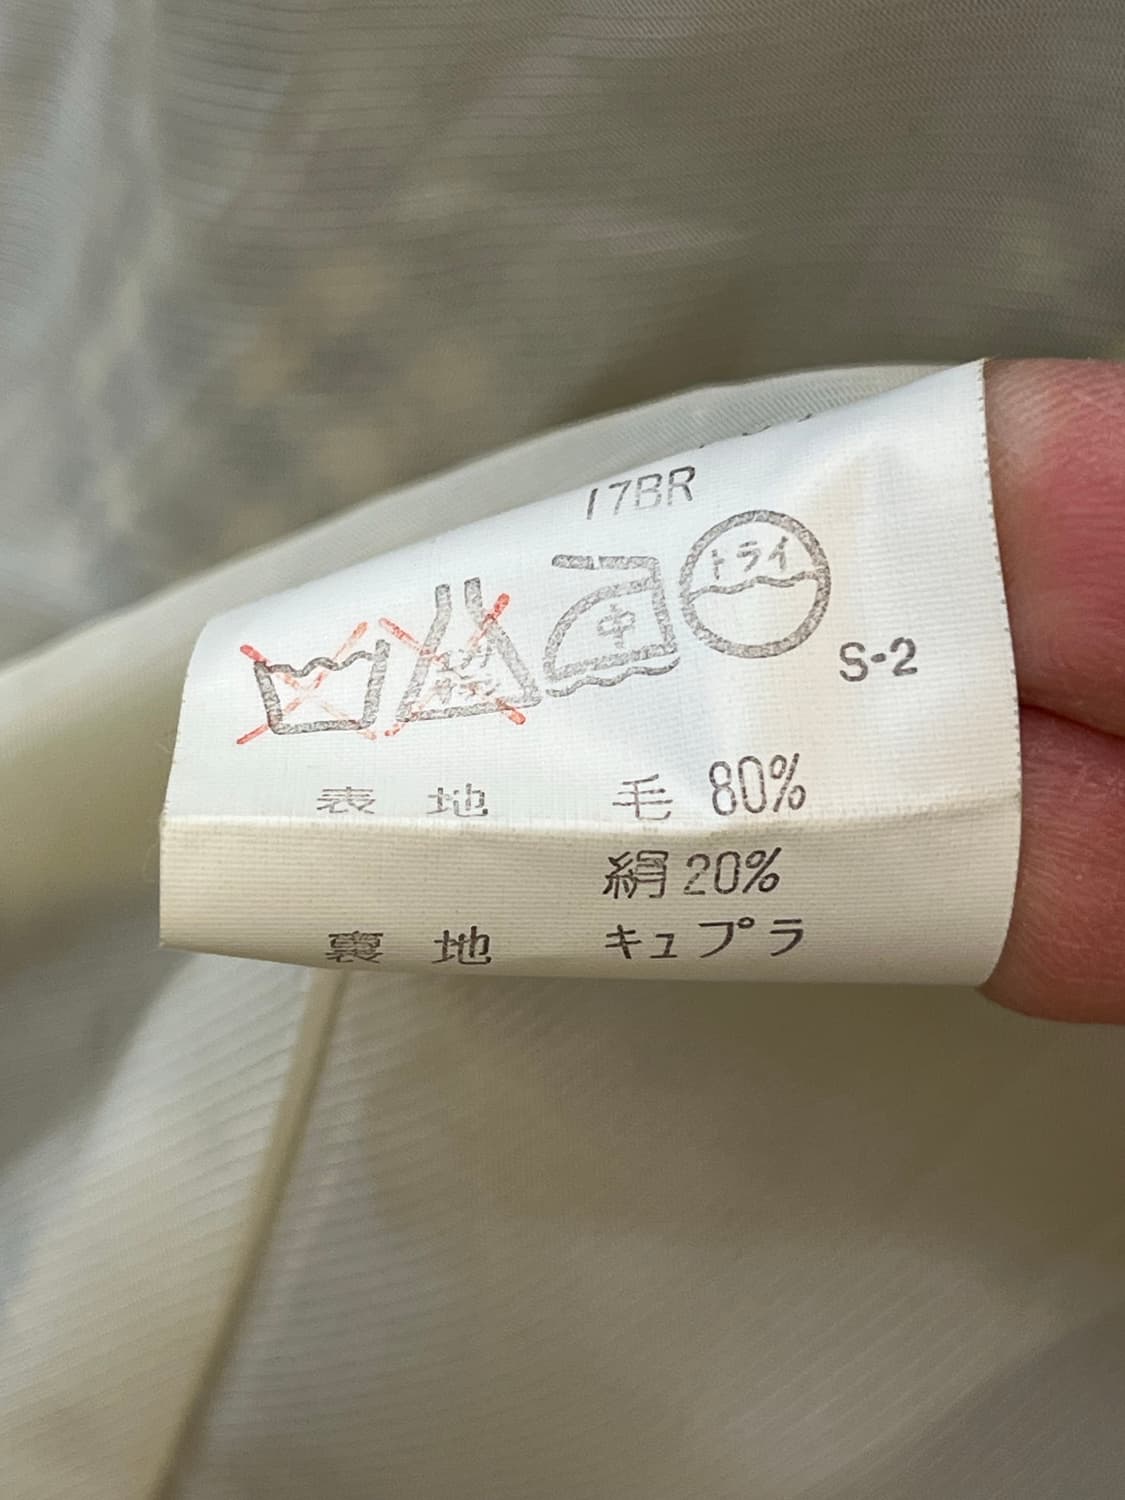 17BR
中 ドライ
S-2
表地 毛 80%
絹 20%
裏地 キュプラ